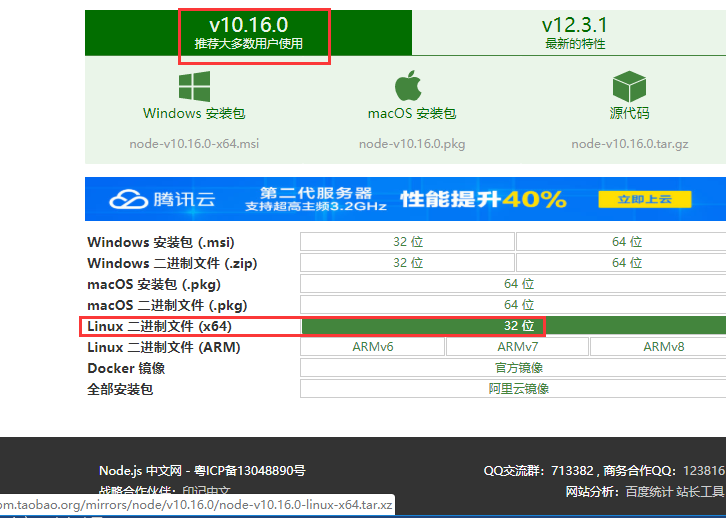 v10.16.0 v12.3.1
推荐大多数用户使用 最新的特性
Windows 安装包 macOS 安装包 源代码
node-v10.16.0-x64.msi node-v10.16.0.pkg node-v10.16.0.tar.gz
腾讯云 第二代服务器 性能提升40% 立即上云
支持超高主频3.2GHz
Windows 安装包 (.msi) 32 位 64 位
Windows 二进制文件 (.zip) 32 位 64 位
macOS 安装包 (.pkg) 64 位
macOS 二进制文件 (.pkg) 64 位
Linux 二进制文件 (x64) 32 位
Linux 二进制文件 (ARM) ARMv6 ARMv7 ARMv8
Docker 镜像 官方镜像
全部安装包 阿里云镜像
Node.js 中文网 - 粤ICP备13048890号 QQ交流群：713382 , 商务合作QQ：123816
战略合作伙伴：印记中文 网站分析：百度统计 站长工具
om.taobao.org/mirrors/node/v10.16.0/node-v10.16.0-linux-x64.tar.xz